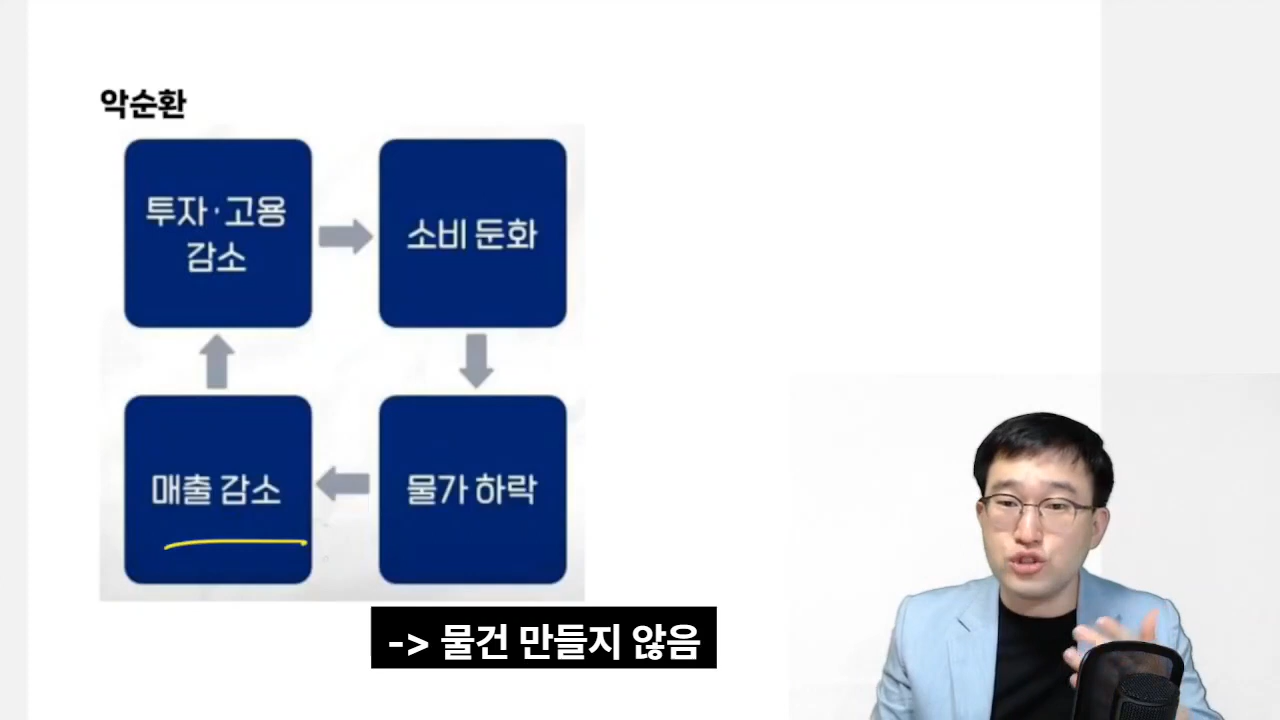 악순환
투자·고용
감소
소비 둔화
매출 감소
물가 하락
-> 물건 만들지 않음